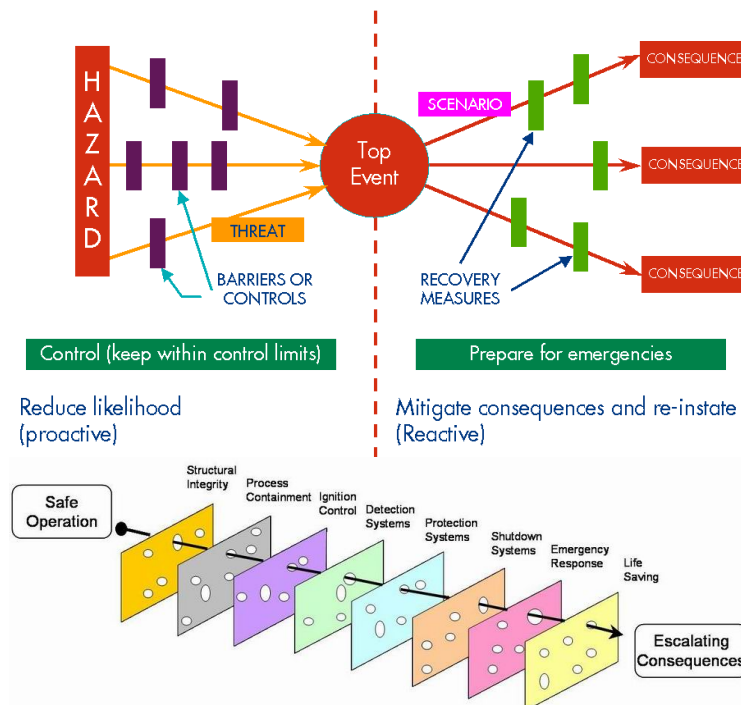 HAZARD
SCENARIO
CONSEQUENCE
Top
Event
CONSEQUENCE
THREAT
BARRIERS OR
CONTROLS
RECOVERY
MEASURES
CONSEQUENCE
Control (keep within control limits)
Prepare for emergencies
Reduce likelihood
(proactive)
Mitigate consequences and re-instate
(Reactive)
Safe
Operation
Structural
Integrity
Process
Containment
Ignition
Control
Detection
Systems
Protection
Systems
Shutdown
Systems
Emergency
Response
Life
Saving
Escalating
Consequences